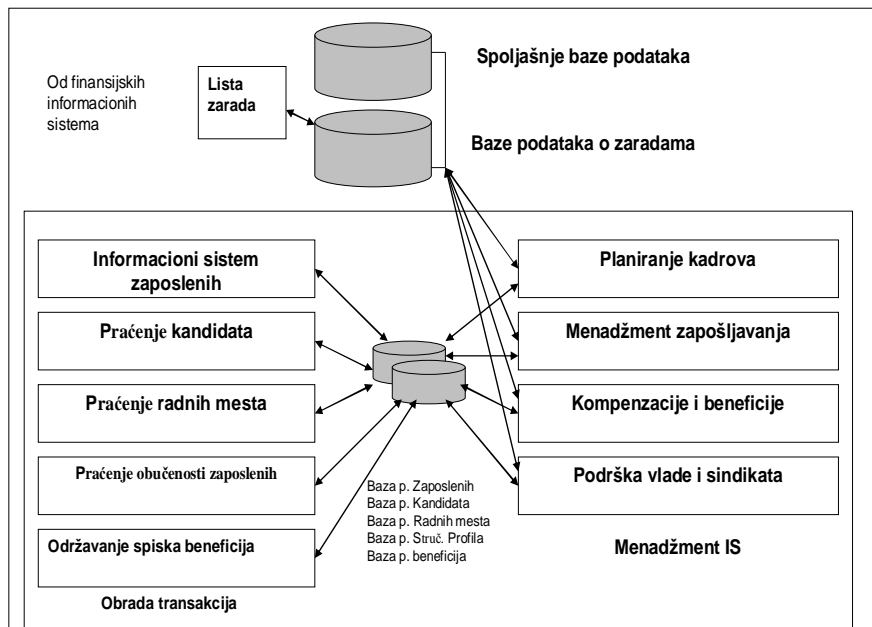 Spoljašnje baze podataka
Od finansijskih
informacionih
sistema
Lista
zarada
Baze podataka o zaradama
Informacioni sistem
zaposlenih
Planiranje kadrova
Praćenje kandidata
Menadžment zapošljavanja
Praćenje radnih mesta
Kompenzacije i beneficije
Praćenje obučenosti zaposlenih
Podrška vlade i sindikata
Baza p. Zaposlenih
Baza p. Kandidata
Baza p. Radnih mesta
Baza p. Struč. Profila
Baza p. beneficija
Održavanje spiska beneficija
Menadžment IS
Obrada transakcija